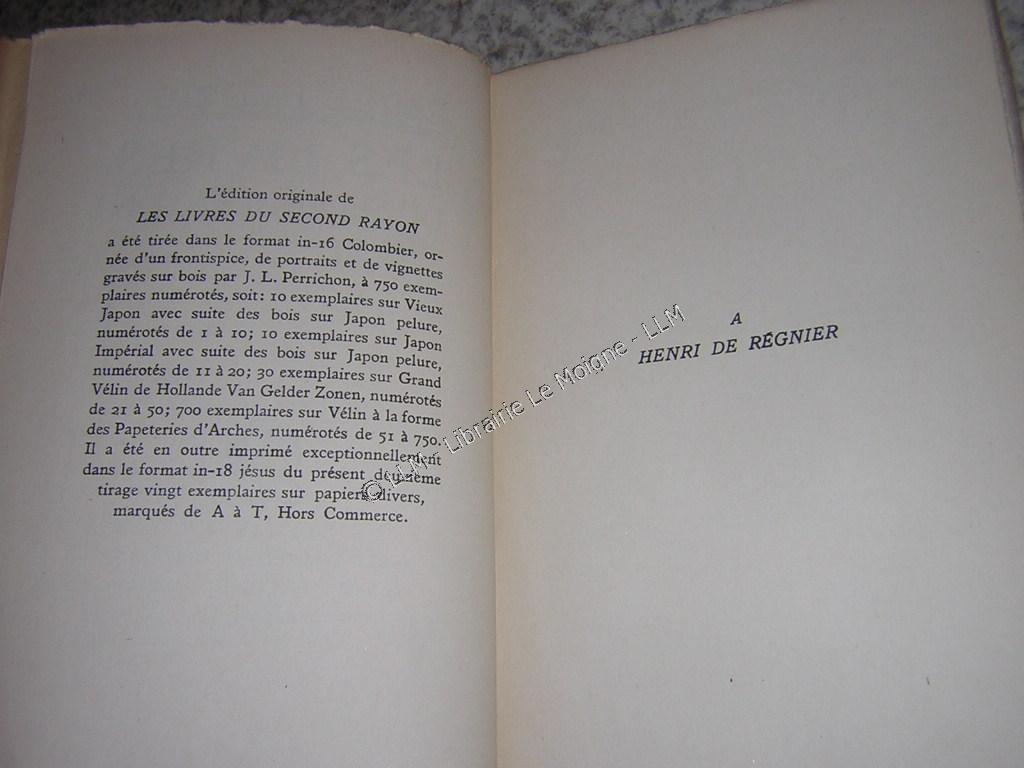 L'édition originale de
LES LIVRES DU SECOND RAYON
a été tirée dans le format in-16 Colombier, or-
née d'un frontispice, de portraits et de vignettes
gravés sur bois par J. L. Perrichon, à 750 exem-
plaires numérotés, soit: 10 exemplaires sur Vieux
Japon avec suite des bois sur Japon pelure,
numérotés de 1 à 10; 10 exemplaires sur Japon
Impérial avec suite des bois sur Japon pelure,
numérotés de 11 à 20; 30 exemplaires sur Grand
Vélin de Hollande Van Gelder Zonen, numérotés
de 21 à 50; 700 exemplaires sur Vélin à la forme
des Papeteries d'Arches, numérotés de 51 à 750.
Il a été en outre imprimé exceptionnellement
dans le format in-18 jésus du présent deuxième
tirage vingt exemplaires sur papiers divers,
marqués de A à T, Hors Commerce.
A
HENRI DE RÉGNIER
© LLM - Librairie Le Moigne - LLM